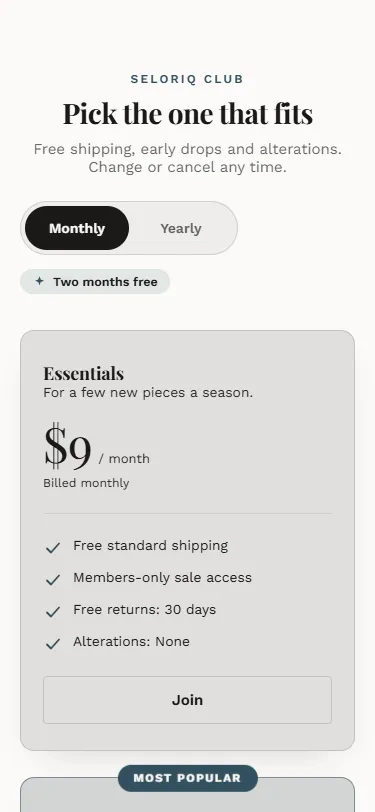 SELORIQ CLUB
Pick the one that fits
Free shipping, early drops and alterations.
Change or cancel any time.
Monthly
Yearly
Two months free
Essentials
For a few new pieces a season.
$9 / month
Billed monthly
Free standard shipping
Members-only sale access
Free returns: 30 days
Alterations: None
Join
MOST POPULAR